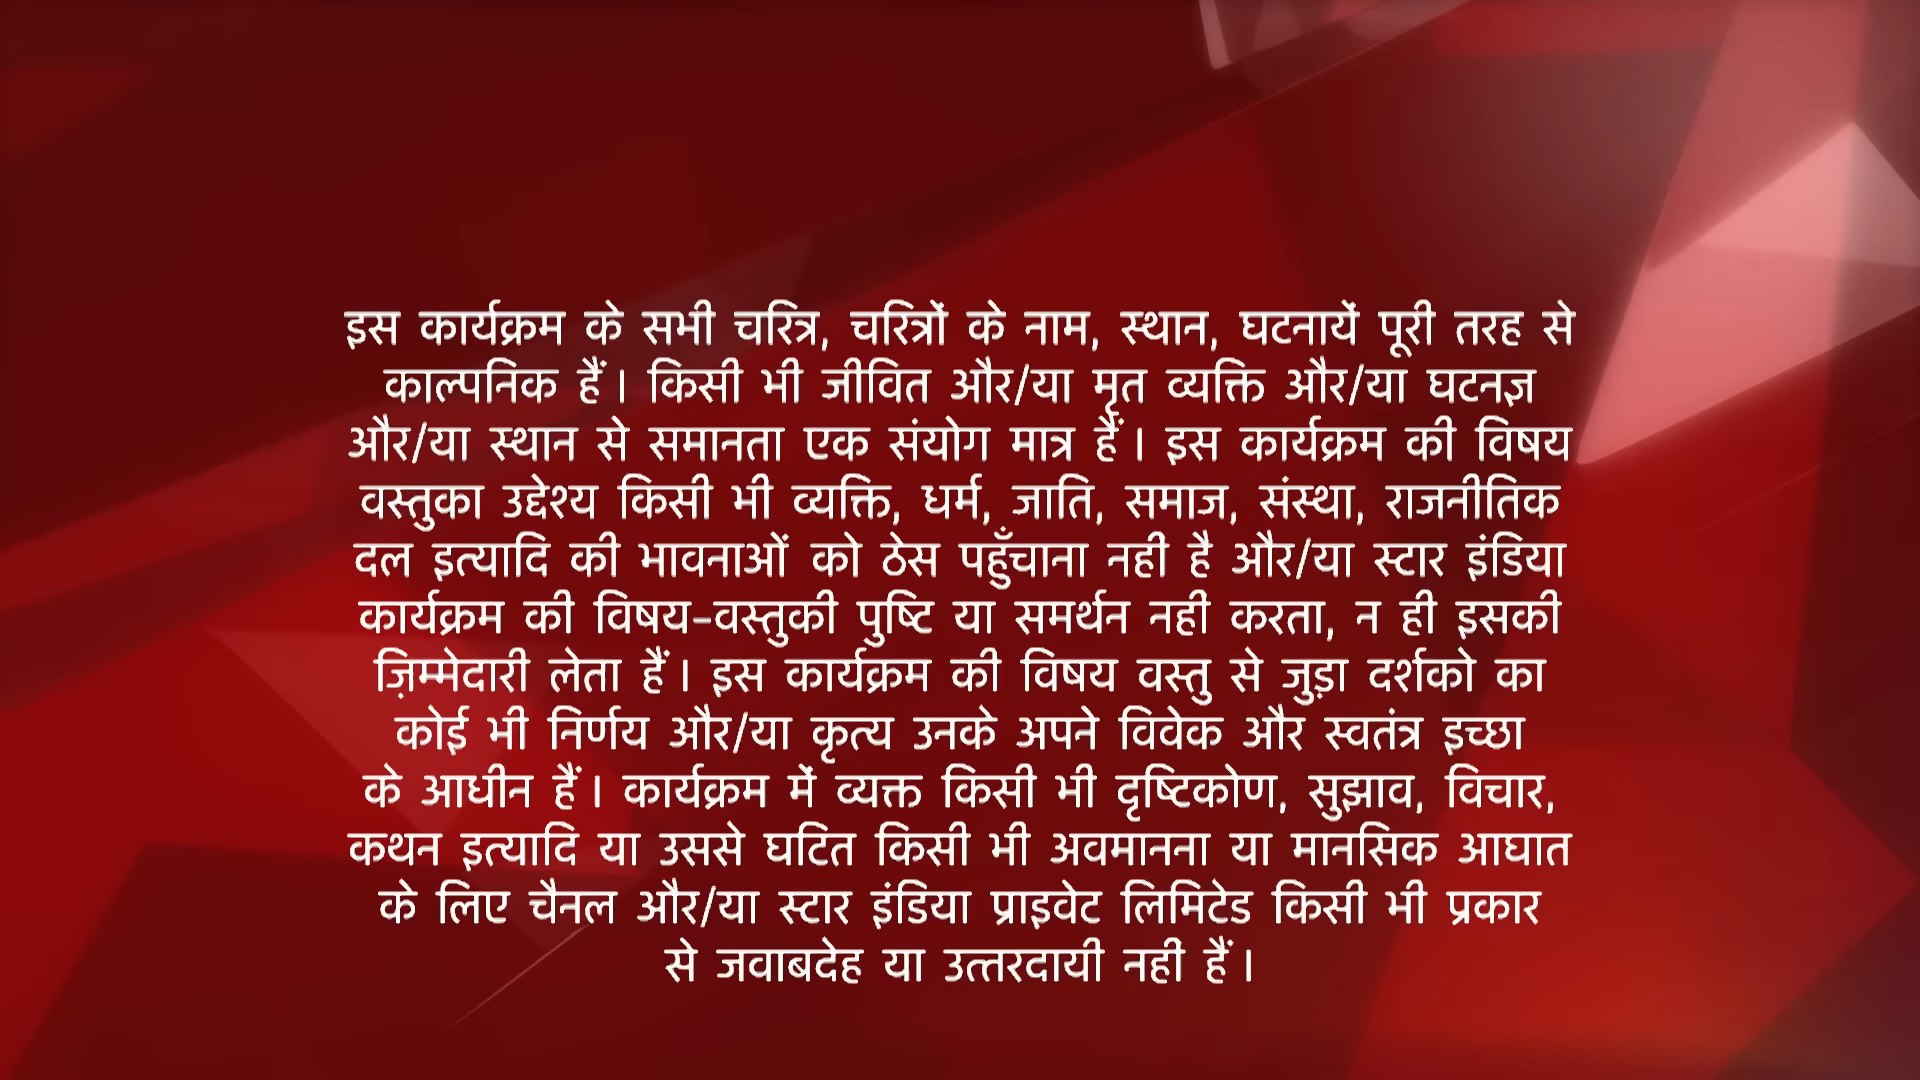 इस कार्यक्रम के सभी चरित्र, चरित्रों के नाम, स्थान, घटनायें पूरी तरह से
काल्पनिक हैं। किसी भी जीवित और/या मृत व्यक्ति और/या घटनज्ञ
और/या स्थान से समानता एक संयोग मात्र हैं। इस कार्यक्रम की विषय
वस्तुका उद्देश्य किसी भी व्यक्ति, धर्म, जाति, समाज, संस्था, राजनीतिक
दल इत्यादि की भावनाओं को ठेस पहुँचाना नही है और/या स्टार इंडिया
कार्यक्रम की विषय-वस्तुकी पुष्टि या समर्थन नही करता, न ही इसकी
ज़िम्मेदारी लेता हैं। इस कार्यक्रम की विषय वस्तु से जुड़ा दर्शको का
कोई भी निर्णय और/या कृत्य उनके अपने विवेक और स्वतंत्र इच्छा
के आधीन हैं। कार्यक्रम में व्यक्त किसी भी दृष्टिकोण, सुझाव, विचार,
कथन इत्यादि या उससे घटित किसी भी अवमानना या मानसिक आघात
के लिए चैनल और/या स्टार इंडिया प्राइवेट लिमिटेड किसी भी प्रकार
से जवाबदेह या उत्तरदायी नही हैं।